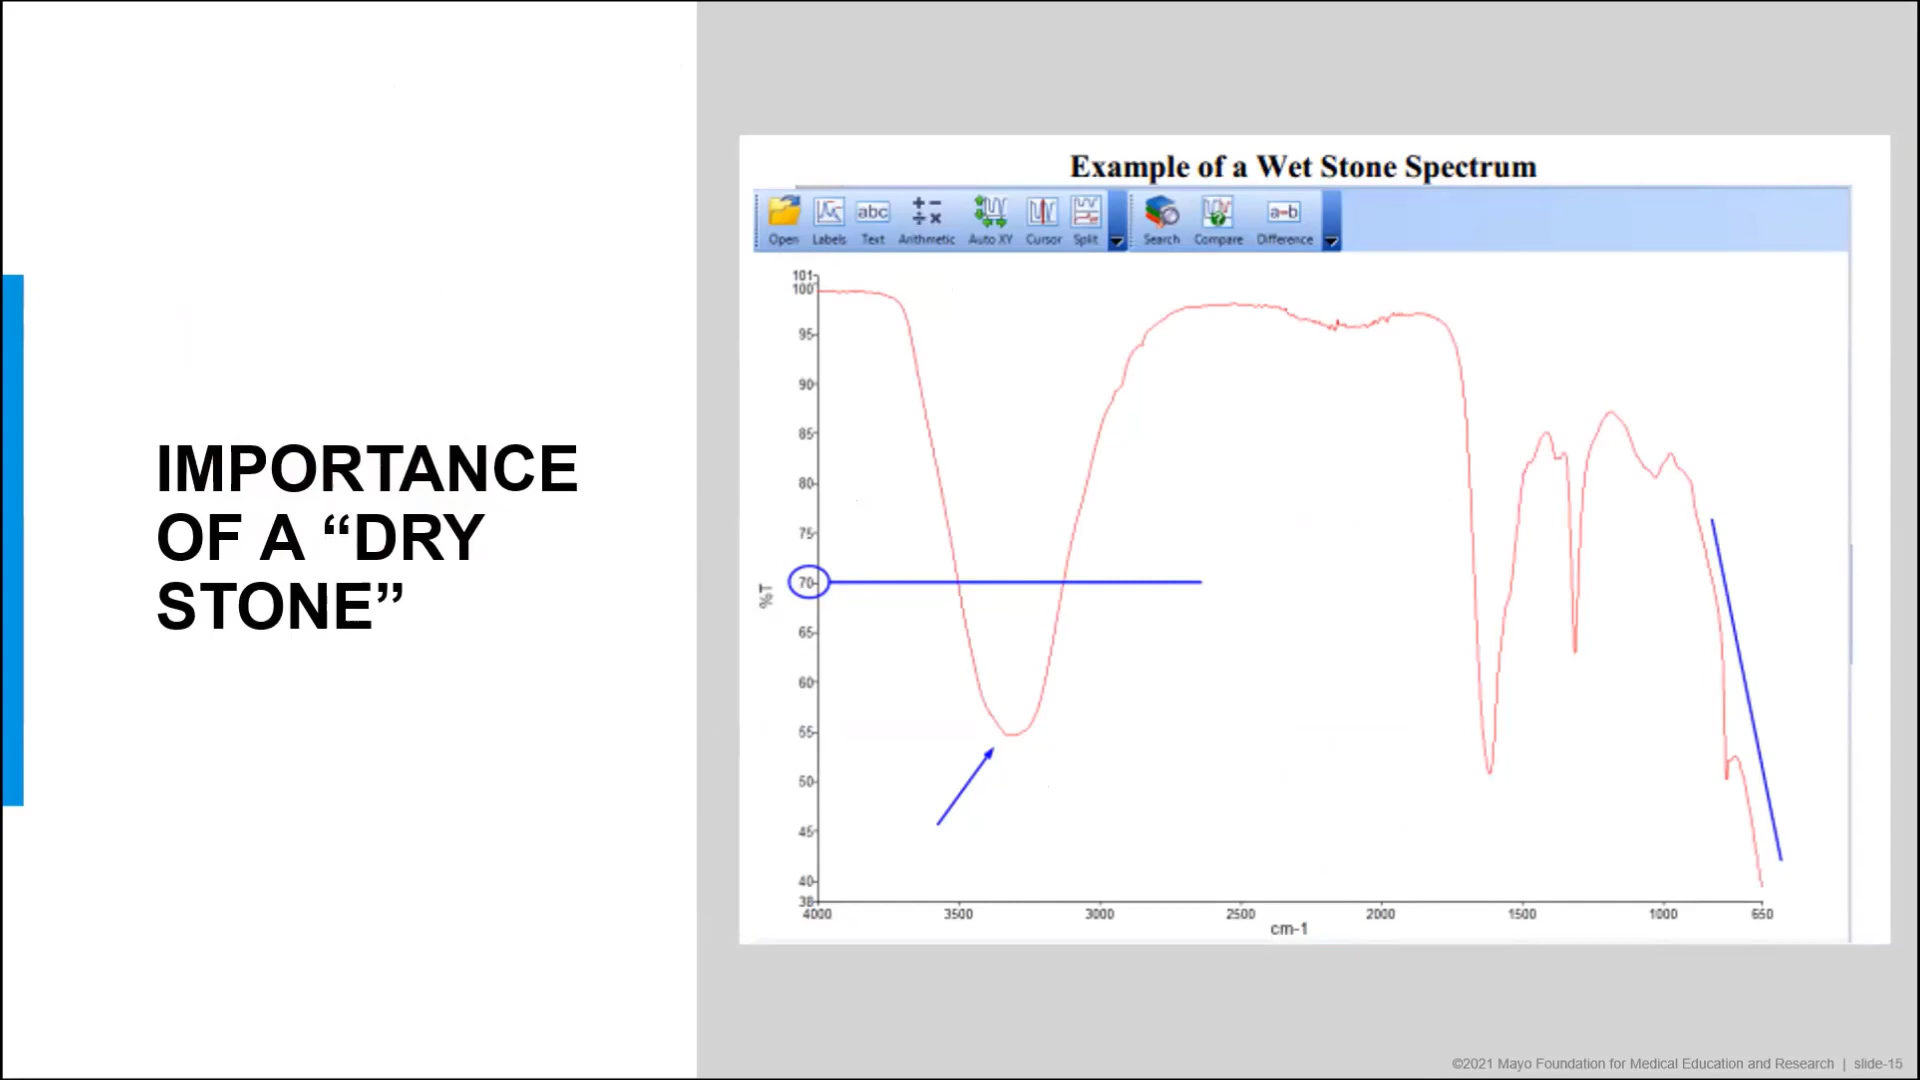 IMPORTANCE
OF A “DRY
STONE”
Example of a Wet Stone Spectrum
Open Labels Text Arithmetic Auto XY Cursor Split Search Compare Difference
abc
a-b
101
100
95
90
85
80
75
70
65
60
55
50
45
40
38
%T
4000 3500 3000 2500 2000 1500 1000 650
cm-1
©2021 Mayo Foundation for Medical Education and Research | slide-15